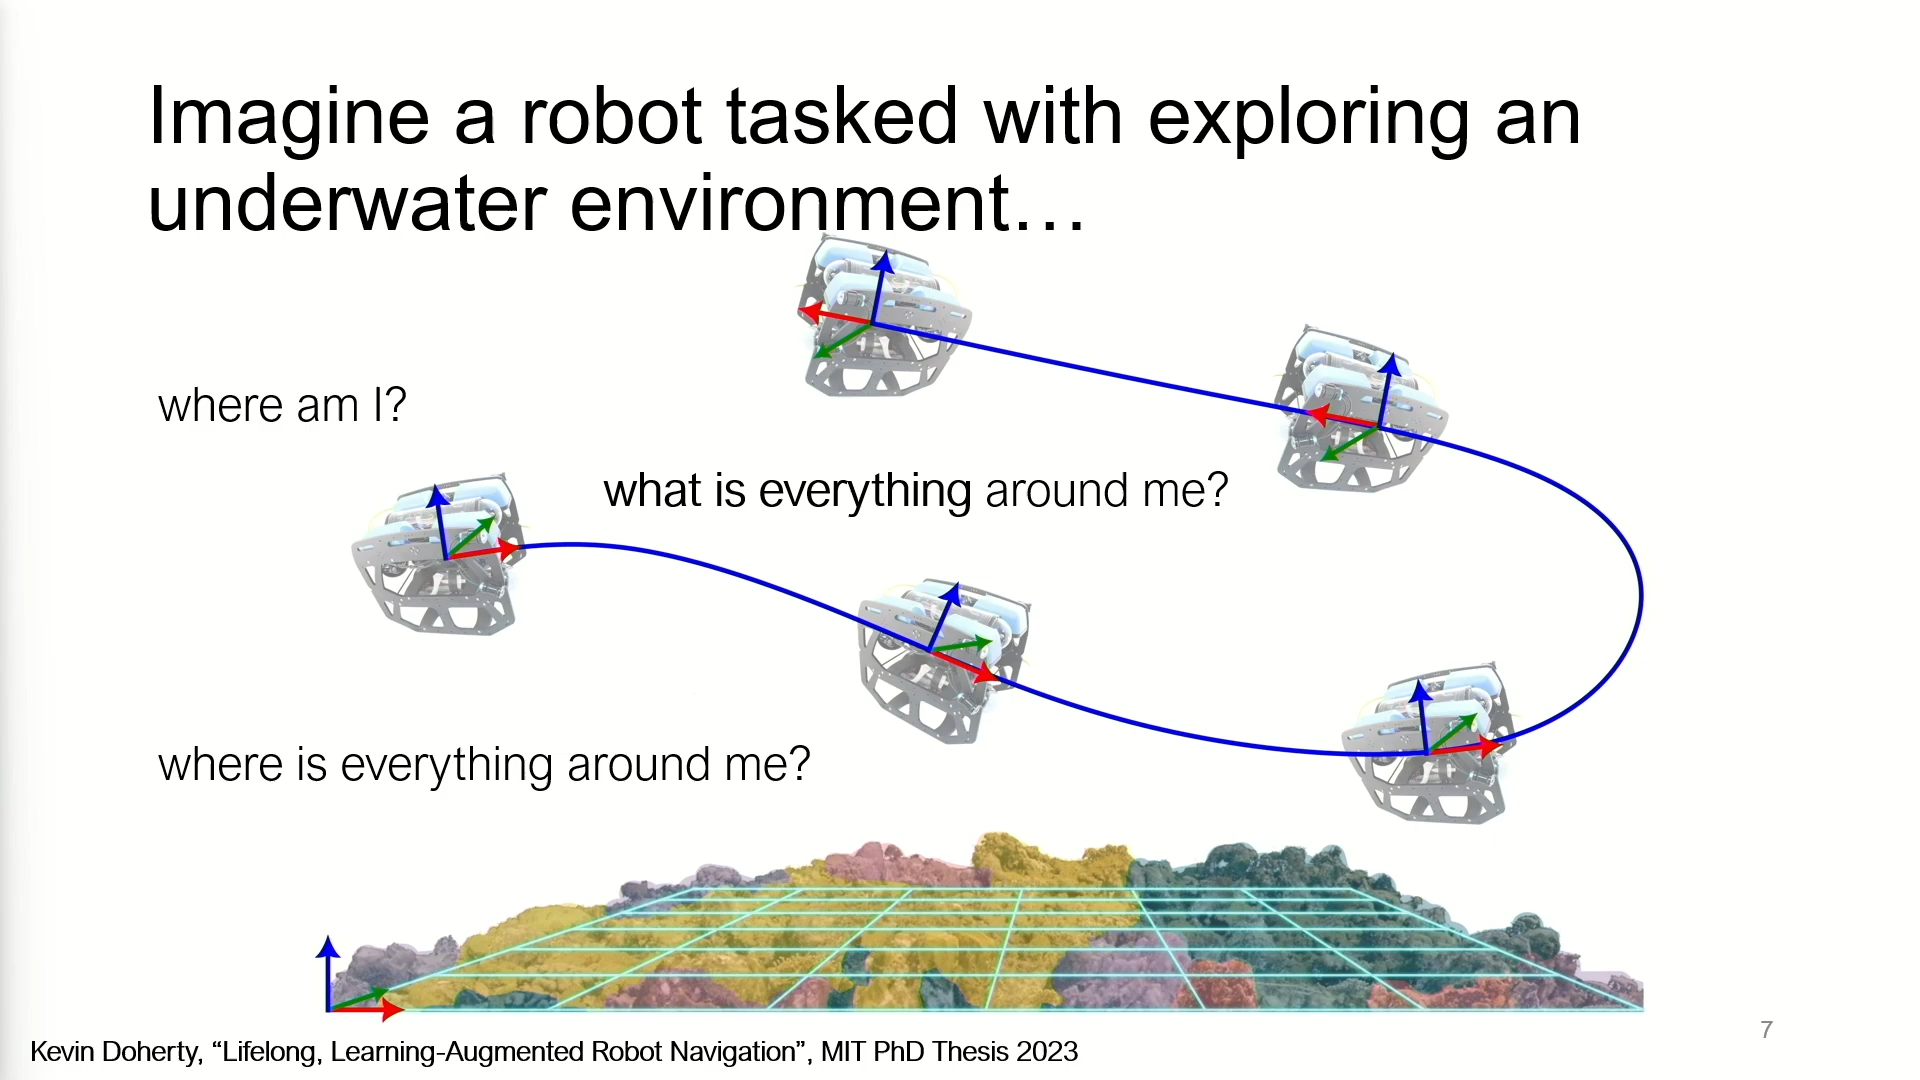 Imagine a robot tasked with exploring an
underwater environment…
where am I?
what is everything around me?
where is everything around me?
Kevin Doherty, “Lifelong, Learning-Augmented Robot Navigation”, MIT PhD Thesis 2023
7